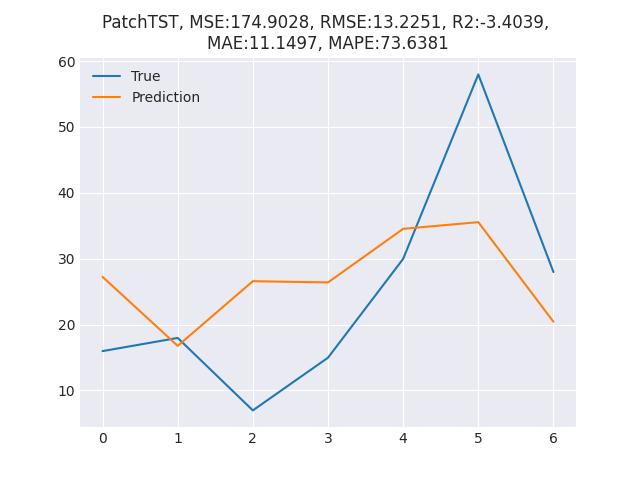 PatchTST, MSE:174.9028, RMSE:13.2251, R2:-3.4039,
MAE:11.1497, MAPE:73.6381
True
Prediction
60
50
40
30
20
10
0 1 2 3 4 5 6